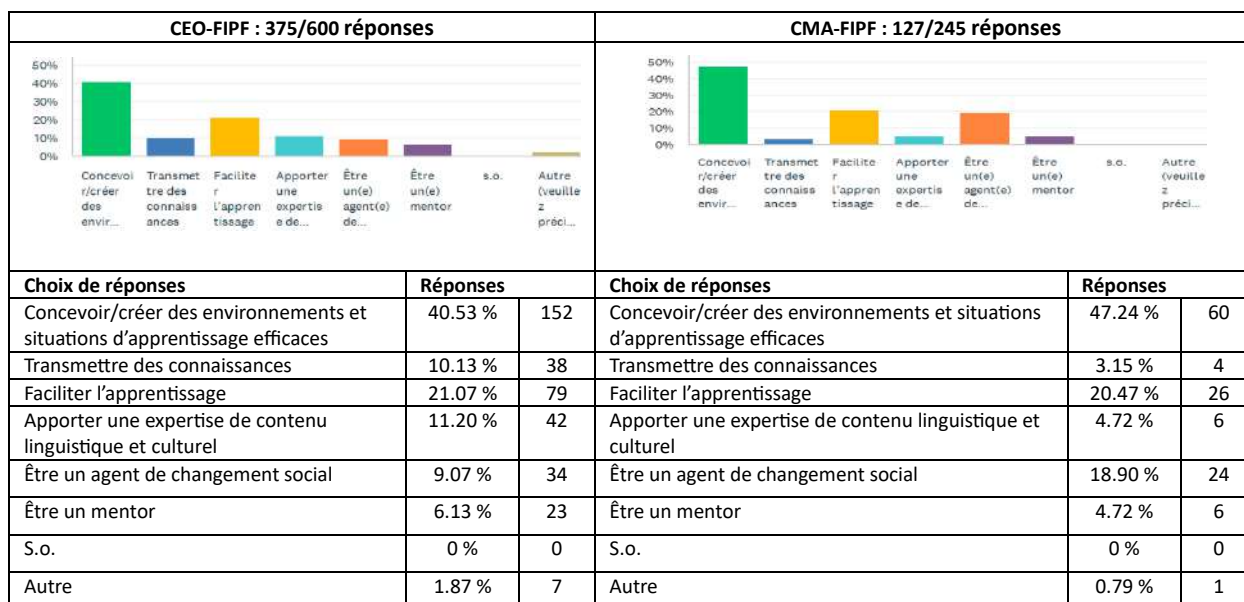 CEO-FIPF : 375/600 réponses
CMA-FIPF : 127/245 réponses
50%
40%
30%
20%
10%
0%
Concevoi Transmet Facilite Apporter Être Être s.o. Autre
r/créer tre des r une un(e) un(e) (veuille
des connaiss l'appren expertis agent(e) mentor z
envir... ances tissage e de... de... préci...
50%
40%
30%
20%
10%
0%
Concevoi Transmet Facilite Apporter Être Être s.o. Autre
r/créer tre des r une un(e) un(e) (veuille
des connaiss l'appren expertis agent(e) mentor z
envir... ances tissage e de... de... préci...
Choix de réponses Réponses
Concevoir/créer des environnements et
situations d'apprentissage efficaces 40.53 % 152
Transmettre des connaissances 10.13 % 38
Faciliter l'apprentissage 21.07 % 79
Apporter une expertise de contenu
linguistique et culturel 11.20 % 42
Être un agent de changement social 9.07 % 34
Être un mentor 6.13 % 23
S.o. 0 % 0
Autre 1.87 % 7
Choix de réponses Réponses
Concevoir/créer des environnements et situations
d'apprentissage efficaces 47.24 % 60
Transmettre des connaissances 3.15 % 4
Faciliter l'apprentissage 20.47 % 26
Apporter une expertise de contenu linguistique et
culturel 4.72 % 6
Être un agent de changement social 18.90 % 24
Être un mentor 4.72 % 6
S.o. 0 % 0
Autre 0.79 % 1